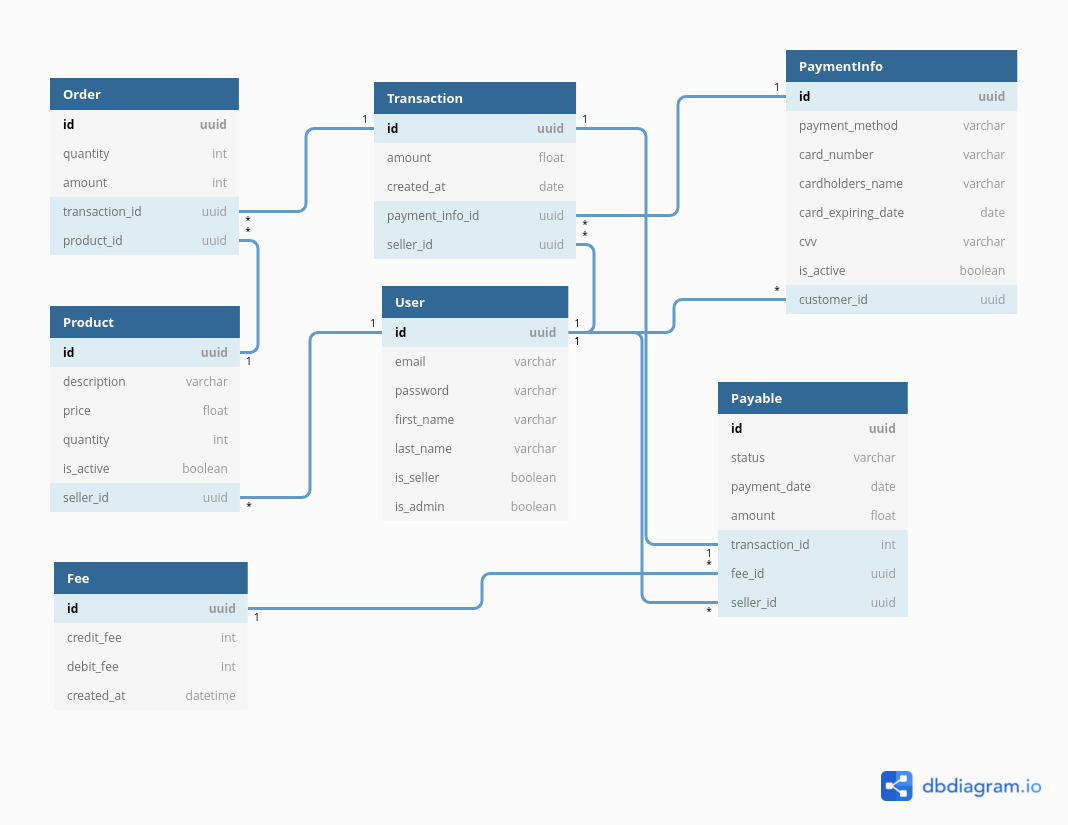 Order
id uuid
quantity int
amount int
transaction_id uuid
*
*
product_id uuid
Transaction
1 1
id uuid
amount float
created_at date
payment_info_id uuid
*
*
seller_id uuid
PaymentInfo
1
id uuid
payment_method varchar
card_number varchar
cardholders_name varchar
card_expiring_date date
cvv varchar
is_active boolean
*
customer_id uuid
Product
id uuid
1
description varchar
price float
quantity int
is_active boolean
seller_id uuid
*
User
1 1
id uuid
1
email varchar
password varchar
first_name varchar
last_name varchar
is_seller boolean
is_admin boolean
Payable
id uuid
status varchar
payment_date date
amount float
transaction_id int
1
*
fee_id uuid
seller_id uuid
*
Fee
id uuid
1
credit_fee int
debit_fee int
created_at datetime
dbdiagram.io